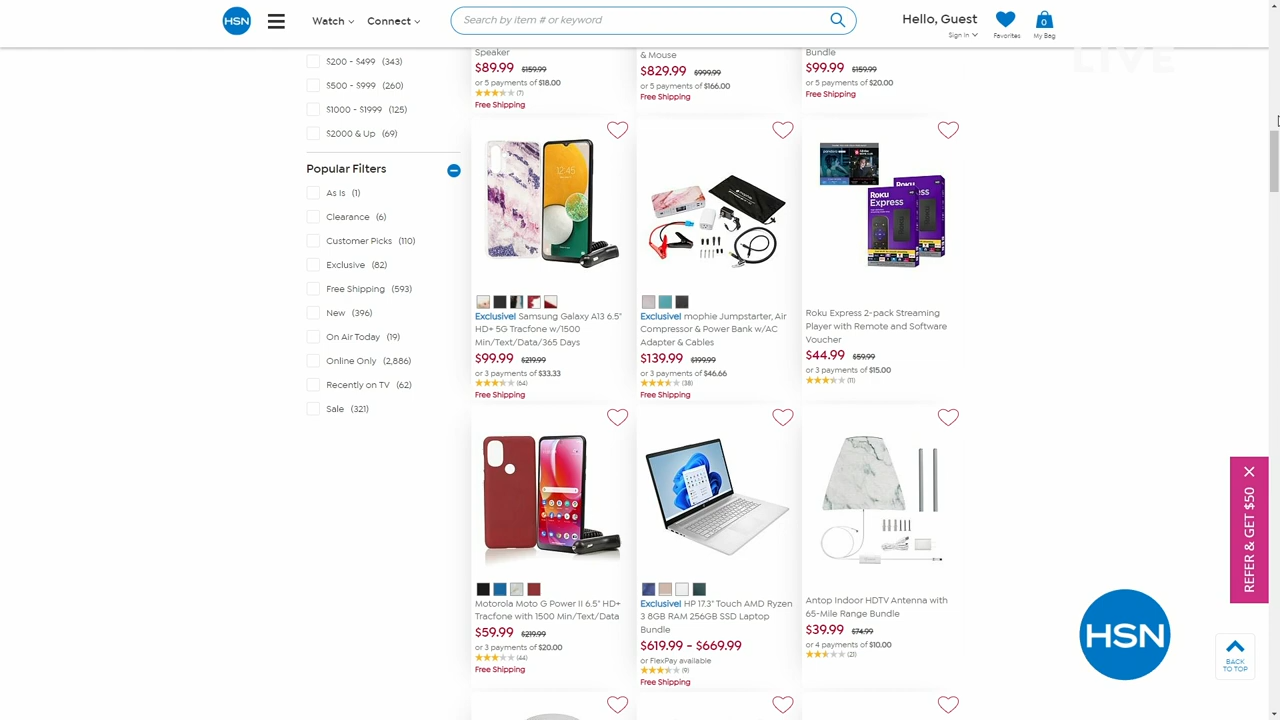 HSN
Watch
Connect
Search by item # or keyword
Hello, Guest
Sign In
Favorites
0
My Bag
LIVE
$200 - $499 (343)
$500 - $999 (260)
$1000 - $1999 (125)
$2000 & Up (69)
Popular Filters
As Is (1)
Clearance (6)
Customer Picks (110)
Exclusive (82)
Free Shipping (593)
New (396)
On Air Today (19)
Online Only (2,886)
Recently on TV (62)
Sale (321)
Speaker
$89.99 $159.99
or 5 payments of $18.00
(7)
Free Shipping
& Mouse
$829.99 $999.99
or 5 payments of $166.00
Free Shipping
Bundle
$99.99 $159.99
or 5 payments of $20.00
Free Shipping
12:45
Exclusive! Samsung Galaxy A13 6.5"
HD+ 5G Tracfone w/1500
Min/Text/Data/365 Days
$99.99 $219.99
or 3 payments of $33.33
(64)
Free Shipping
Exclusive! mophie Jumpstarter, Air
Compressor & Power Bank w/AC
Adapter & Cables
$139.99 $199.99
or 3 payments of $46.66
(38)
Free Shipping
Roku
Express
Roku Express 2-pack Streaming
Player with Remote and Software
Voucher
$44.99 $59.99
or 3 payments of $15.00
(11)
Motorola Moto G Power II 6.5" HD+
Tracfone with 1500 Min/Text/Data
$59.99 $219.99
or 3 payments of $20.00
(44)
Free Shipping
Exclusive! HP 17.3" Touch AMD Ryzen
3 8GB RAM 256GB SSD Laptop
Bundle
$619.99 - $669.99
or FlexPay available
(9)
Free Shipping
Antop Indoor HDTV Antenna with
65-Mile Range Bundle
$39.99 $74.99
or 4 payments of $10.00
(21)
REFER & GET $50
HSN
BACK
TO TOP